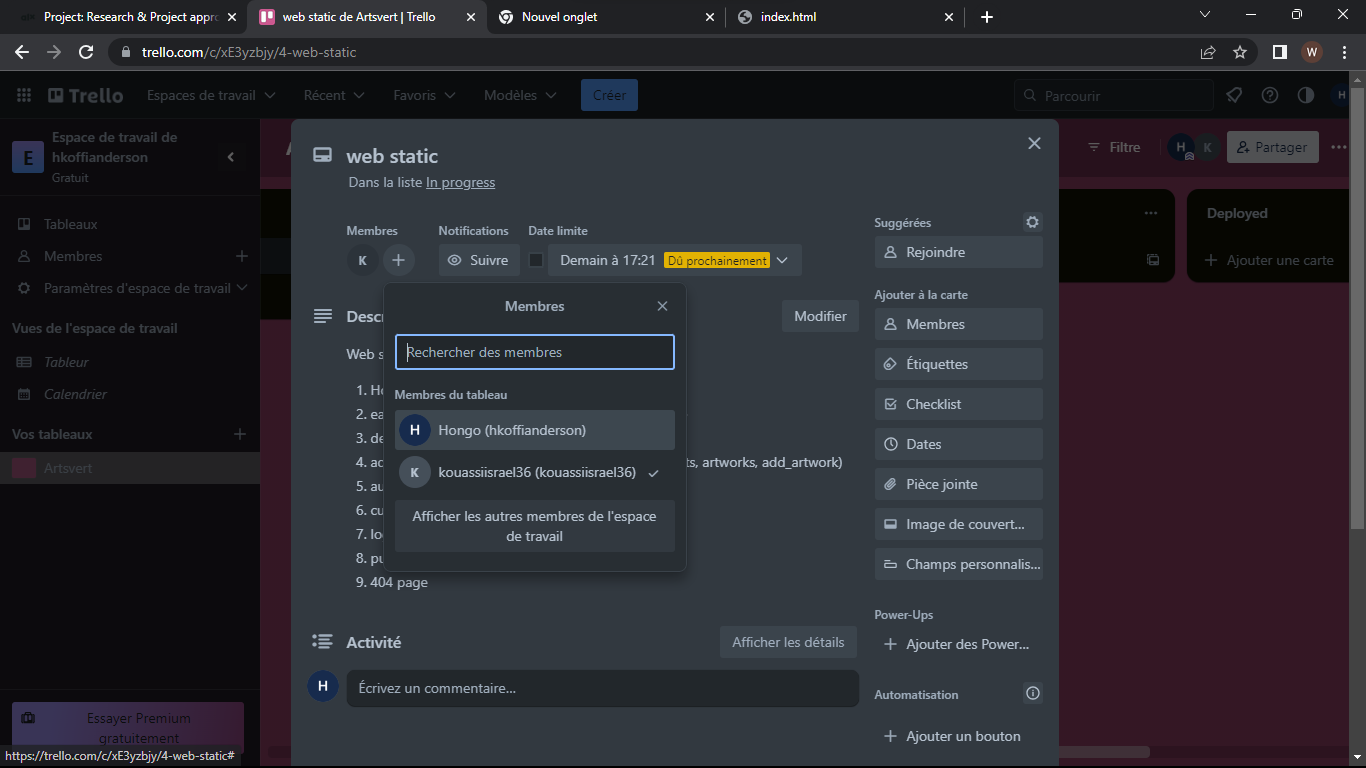 Project: Research & Project appro
web static de Artsvert | Trello
Nouvel onglet
index.html
trello.com/c/xE3yzbjy/4-web-static
W
Trello
Espaces de travail
Récent
Favoris
Modèles
Créer
Parcourir
H
E
Espace de travail de
hkoffianderson
Gratuit
Tableaux
Membres
Paramètres d'espace de travail
Vues de l'espace de travail
Tableur
Calendrier
Vos tableaux
Artsvert
Essayer Premium
gratuitement
https://trello.com/c/xE3yzbjy/4-web-static#
Filtre
H
K
Partager
Deployed
Ajouter une carte
web static
Dans la liste In progress
Membres
Notifications
Date limite
K
Suivre
Demain à 17:21
Dû prochainement
Modifier
Web s
1. H
2. ea
3. de
4. ac
ts, artworks, add_artwork)
5. au
6. cu
7. lo
8. pu
9. 404 page
Membres
Rechercher des membres
Membres du tableau
H
Hongo (hkoffianderson)
K
kouassiisrael36 (kouassiisrael36)
Afficher les autres membres de l'espace
de travail
Activité
Afficher les détails
H
Écrivez un commentaire...
Suggérées
Rejoindre
Ajouter à la carte
Membres
Étiquettes
Checklist
Dates
Pièce jointe
Image de couvert...
Champs personnalis...
Power-Ups
Ajouter des Power...
Automatisation
Ajouter un bouton